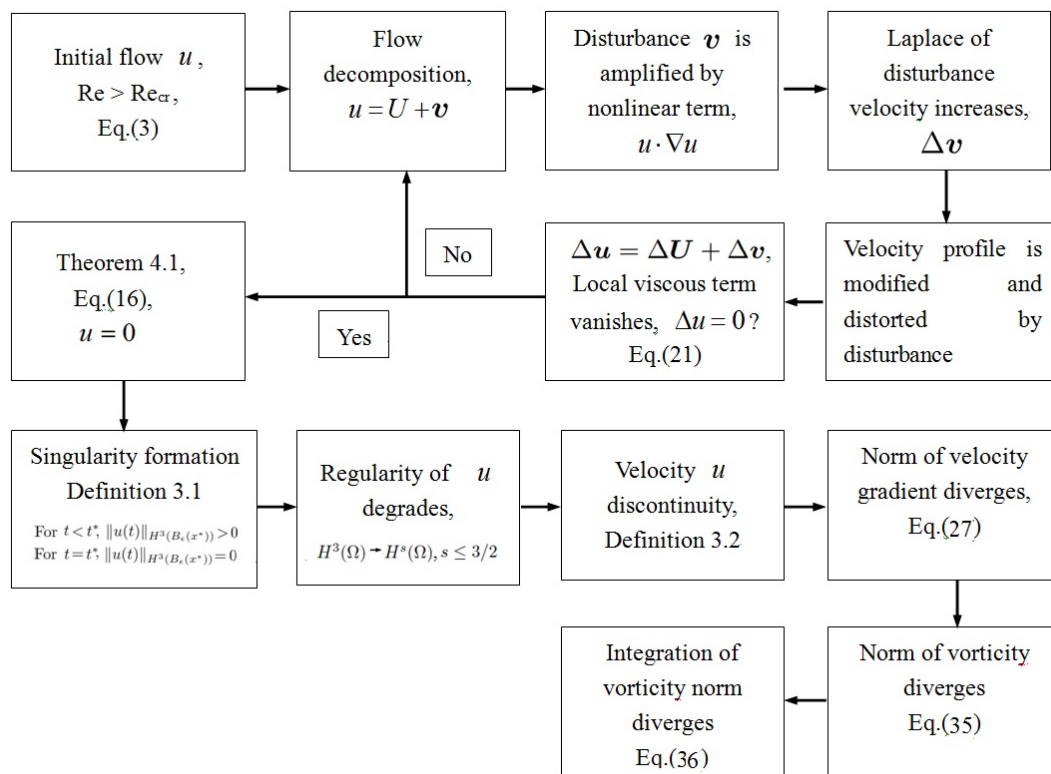 Initial flow u ,
Re > Recr,
Eq.(3)
Flow
decomposition,
u = U + v
Disturbance v is
amplified by
nonlinear term,
u · ∇u
Laplace of
disturbance
velocity increases,
Δv
Velocity profile is
modified and
distorted by
disturbance
Δu = ΔU + Δv,
Local viscous term
vanishes, Δu = 0 ?
Eq.(21)
No
Yes
Theorem 4.1,
Eq.(16),
u = 0
Singularity formation
Definition 3.1
For t < t*, ‖u(t)‖H³(Bε(x*)) > 0
For t = t*, ‖u(t)‖H³(Bε(x*)) = 0
Regularity of u
degrades,
H³(Ω) → Hˢ(Ω), s ≤ 3/2
Velocity u
discontinuity,
Definition 3.2
Norm of velocity
gradient diverges,
Eq.(27)
Norm of vorticity
diverges
Eq.(35)
Integration of
vorticity norm
diverges
Eq.(36)